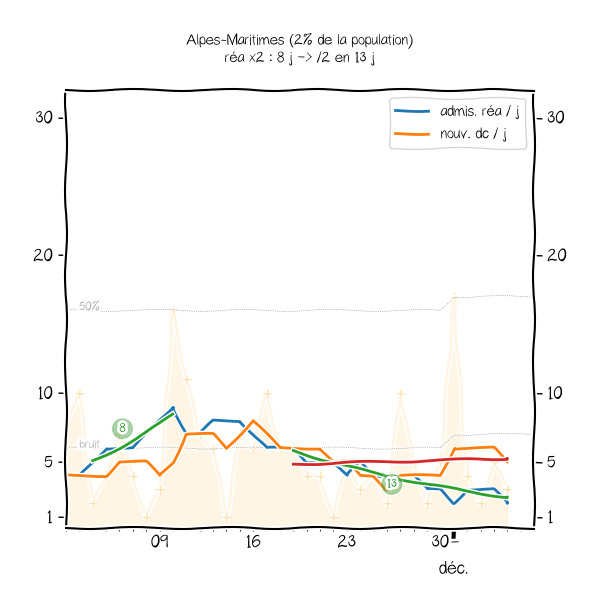 Alpes-Maritimes (2% de la population)
réa x2 : 8 j -> /2 en 13 j
admis. réa / j
nouv. dc / j
30
30
20
20
50%
10
10
8
bruit
5
5
13
1
1
09
16
23
30
déc.